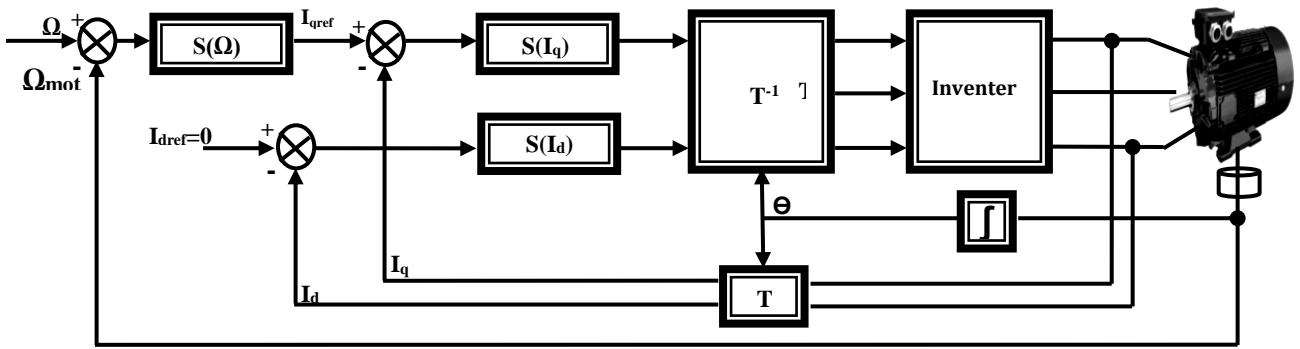 Ω
+
-
Ωmot
S(Ω)
Iqref
+
-
S(Iq)
T-1
Inventer
Idref=0
+
-
S(Id)
Ɵ
∫
Iq
Id
T